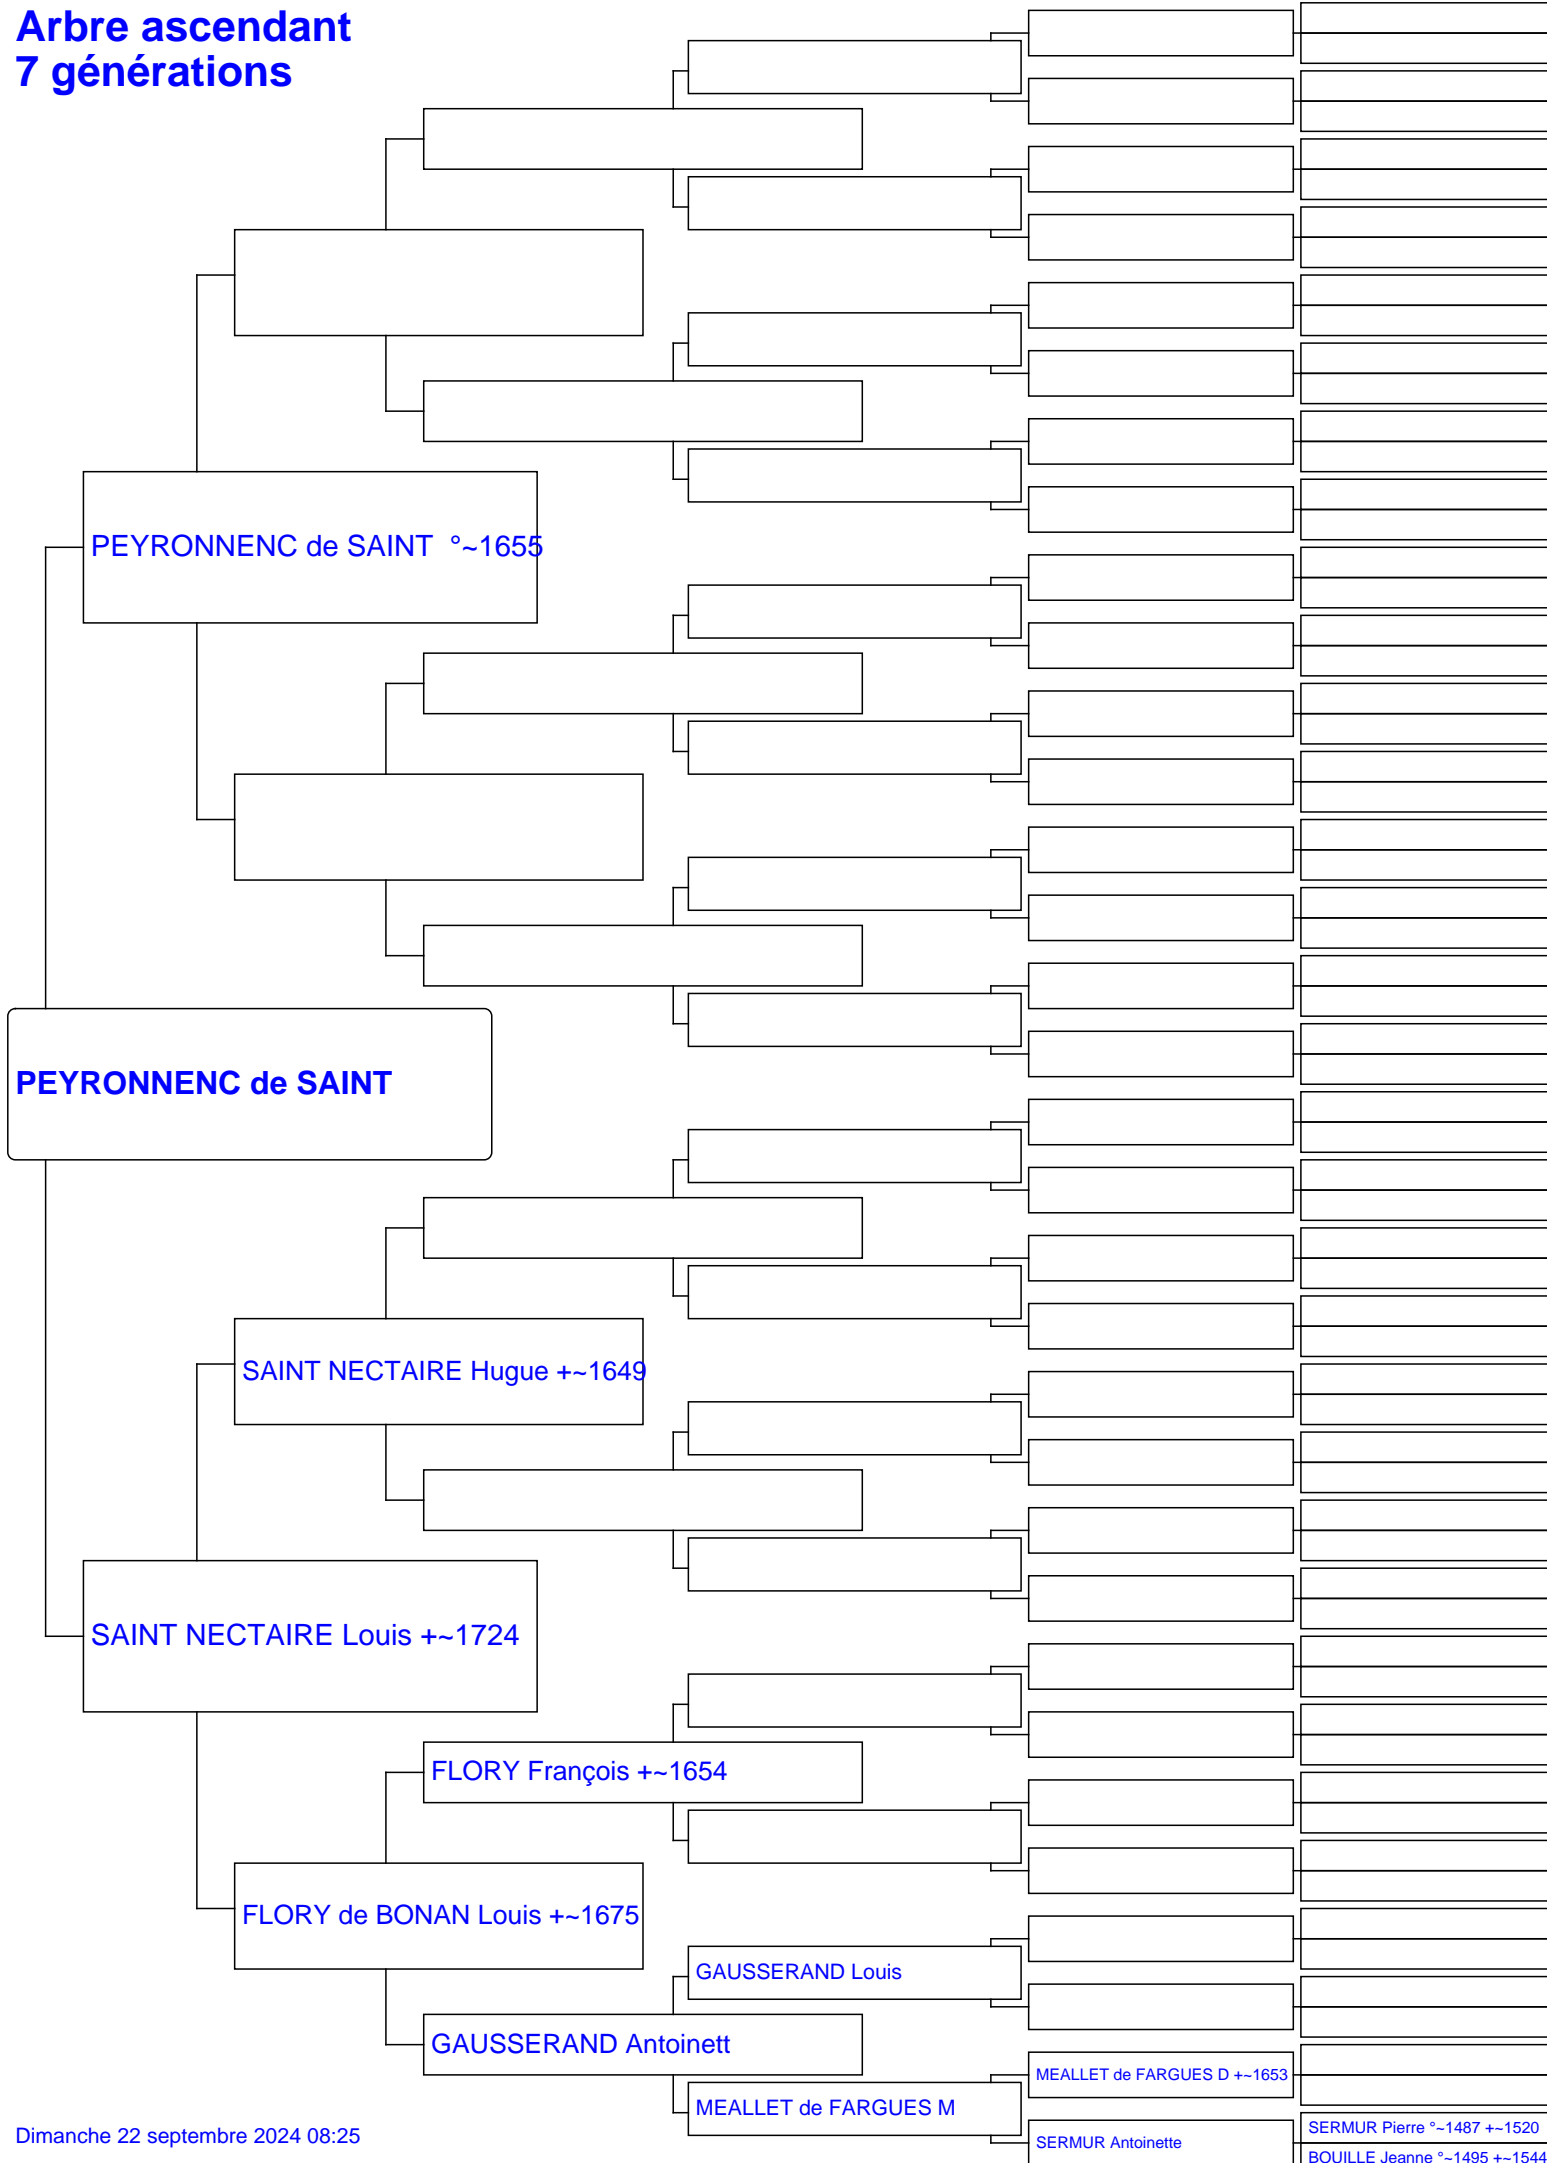 Arbre ascendant
7 générations
PEYRONNENC de SAINT °~1655
PEYRONNENC de SAINT
SAINT NECTAIRE Hugue +~1649
SAINT NECTAIRE Louis +~1724
FLORY François +~1654
FLORY de BONAN Louis +~1675
GAUSSERAND Louis
GAUSSERAND Antoinett
MEALLET de FARGUES D +~1653
MEALLET de FARGUES M
SERMUR Pierre °~1487 +~1520
SERMUR Antoinette
BOUILLE Jeanne °~1495 +~1544
Dimanche 22 septembre 2024 08:25